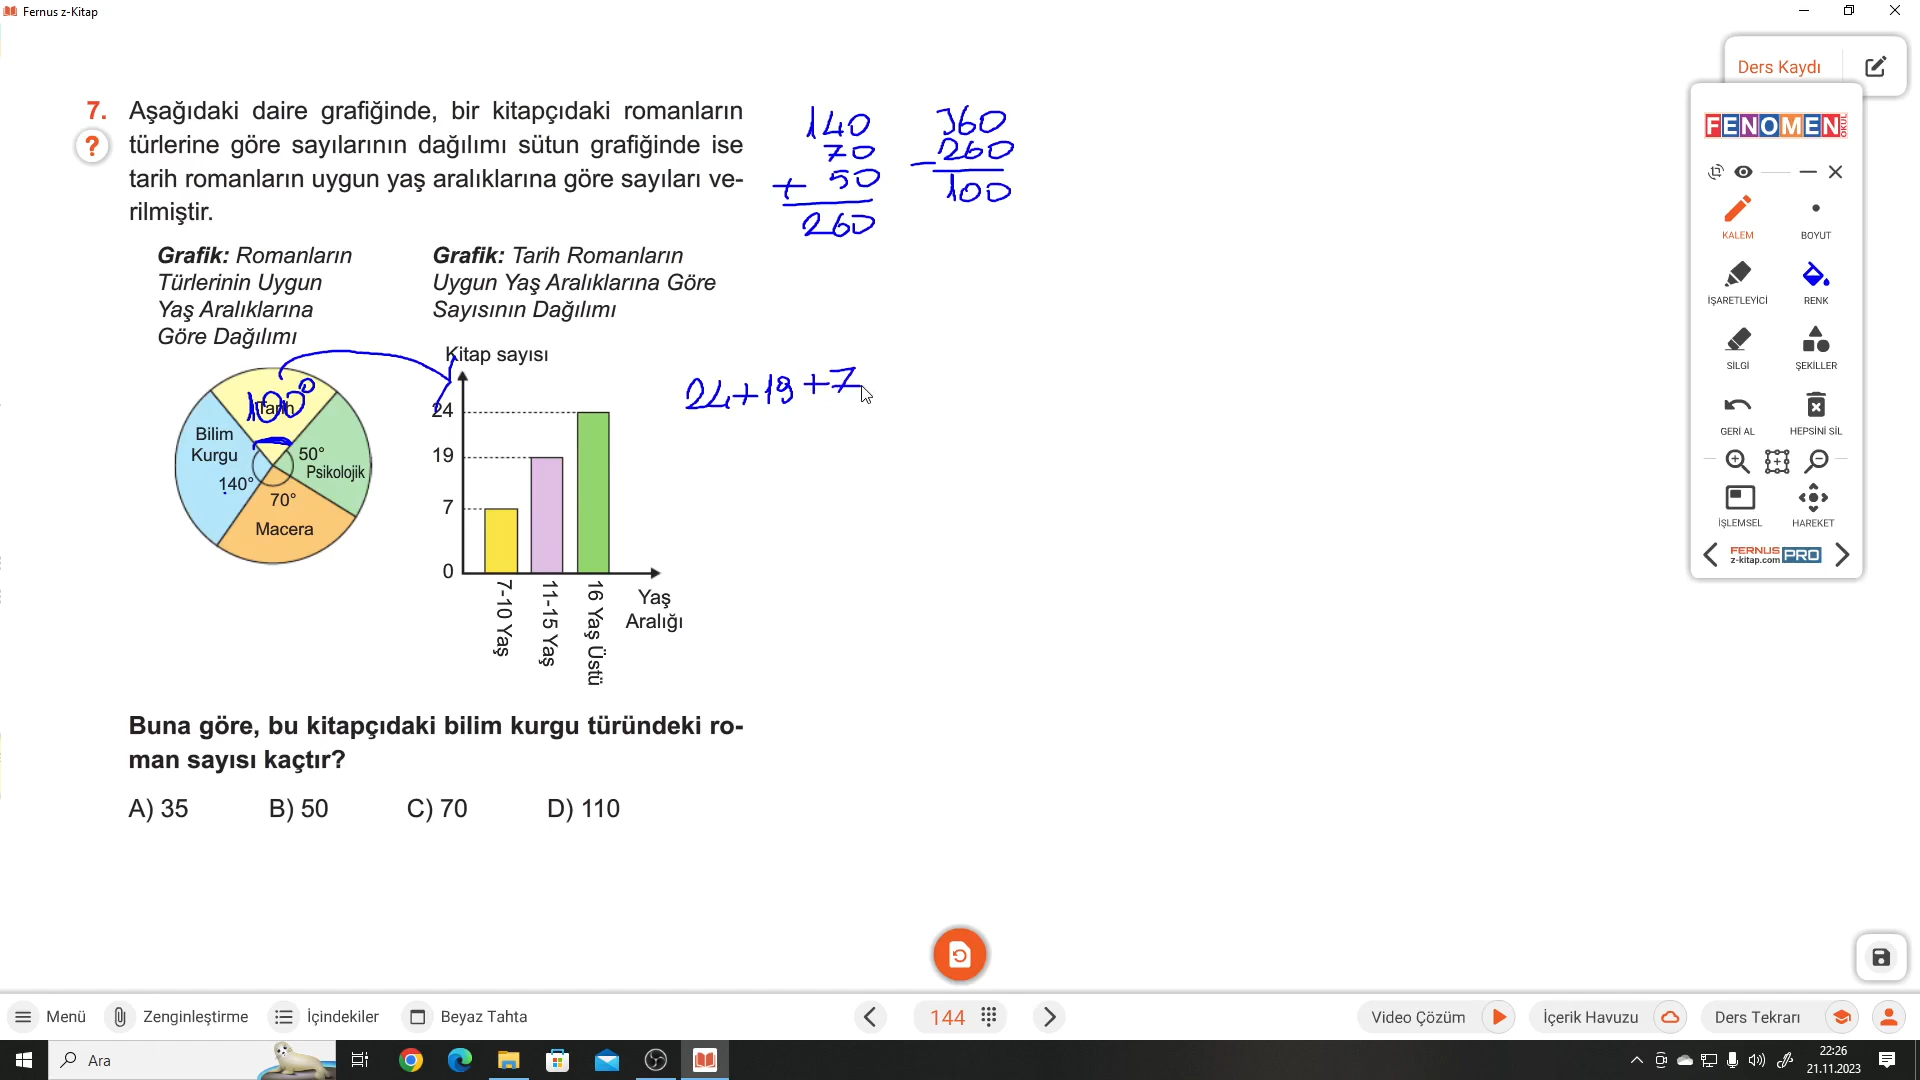 Fernus z-Kitap
Ders Kaydı
7. Aşağıdaki daire grafiğinde, bir kitapçıdaki romanların
türlerine göre sayılarının dağılımı sütun grafiğinde ise
tarih romanların uygun yaş aralıklarına göre sayıları ve-
rilmiştir.
?
140
70
+ 50
260
360
- 260
100
Grafik: Romanların
Türlerinin Uygun
Yaş Aralıklarına
Göre Dağılımı
Grafik: Tarih Romanların
Uygun Yaş Aralıklarına Göre
Sayısının Dağılımı
100°
Tarih
Bilim
Kurgu
140°
50°
Psikolojik
70°
Macera
Kitap sayısı
24
19
7
0
7-10 Yaş
11-15 Yaş
16 Yaş Üstü
Yaş
Aralığı
24+19+7
Buna göre, bu kitapçıdaki bilim kurgu türündeki ro-
man sayısı kaçtır?
A) 35 B) 50 C) 70 D) 110
FENOMEN OKUL
KALEM BOYUT
İŞARETLEYİCİ RENK
SİLGİ ŞEKİLLER
GERİ AL HEPSİNİ SİL
İŞLEMSEL HAREKET
FERNUS PRO
z-kitap.com
Menü Zenginleştirme İçindekiler Beyaz Tahta 144 Video Çözüm İçerik Havuzu Ders Tekrarı
Ara
22:26
21.11.2023